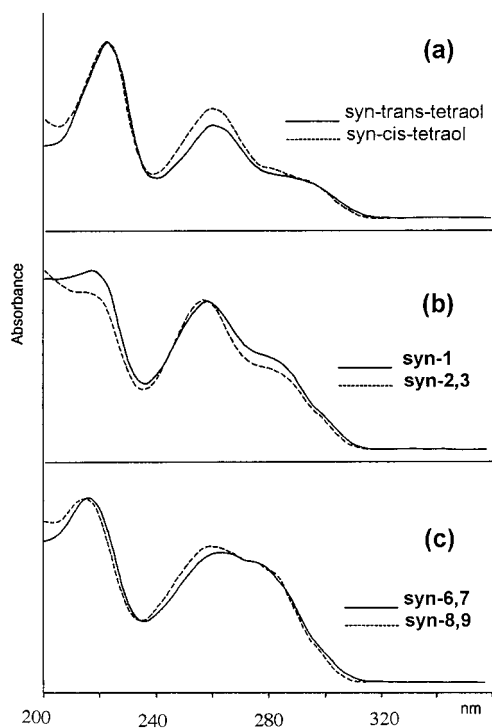 (a)
syn-trans-tetraol
syn-cis-tetraol
Absorbance
(b)
syn-1
syn-2,3
(c)
syn-6,7
syn-8,9
200 240 280 320 nm